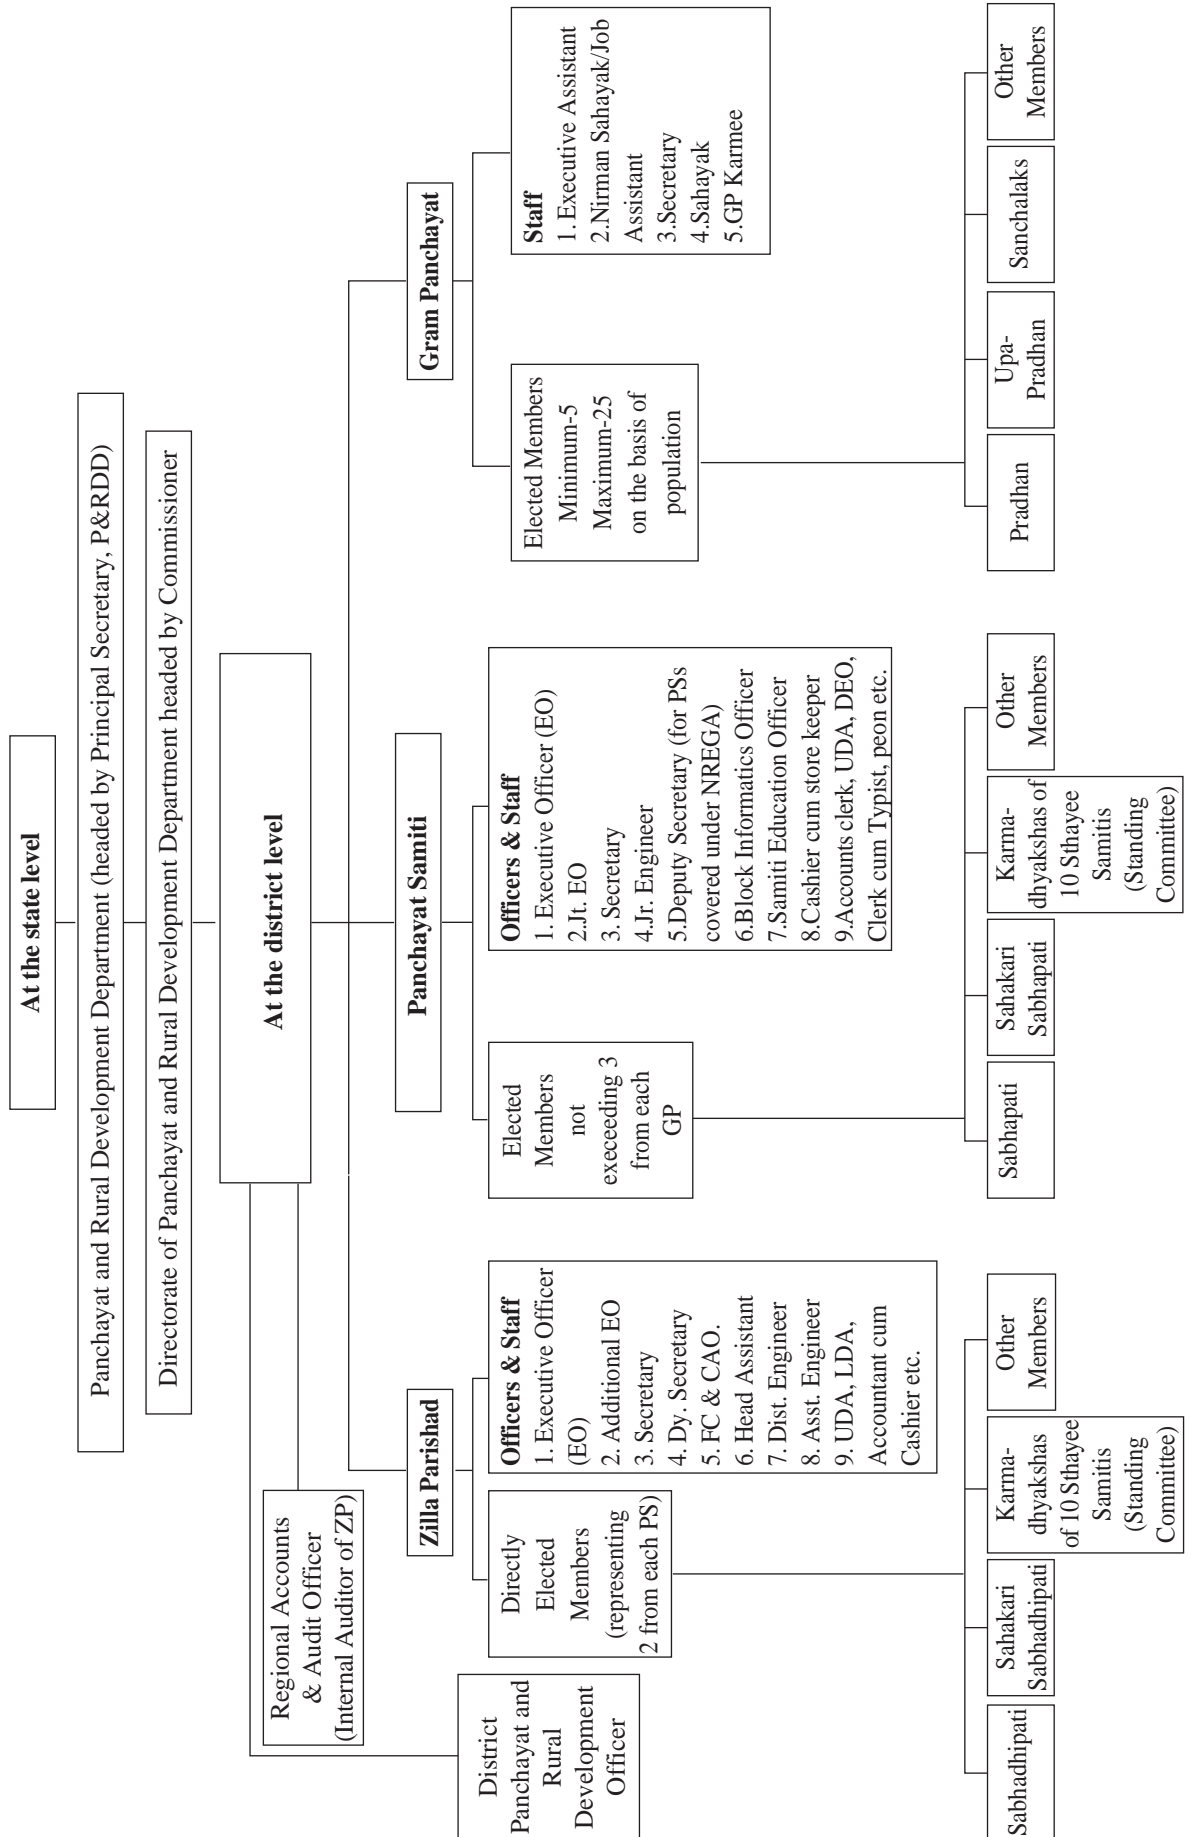 At the state level
Panchayat and Rural Development Department (headed by Principal Secretary, P&RDD)
Directorate of Panchayat and Rural Development Department headed by Commissioner
At the district level
Regional Accounts
& Audit Officer
(Internal Auditor of ZP)
District
Panchayat and
Rural
Development
Officer
Zilla Parishad
Directly
Elected
Members
(representing
2 from each PS)
Officers & Staff
1. Executive Officer
(EO)
2. Additional EO
3. Secretary
4. Dy. Secretary
5. FC & CAO.
6. Head Assistant
7. Dist. Engineer
8. Asst. Engineer
9. UDA, LDA,
Accountant cum
Cashier etc.
Sabhadhipati
Sahakari
Sabhadhipati
Karma-
dhyakshas
of 10 Sthayee
Samitis
(Standing
Committee)
Other
Members
Panchayat Samiti
Elected
Members
not
execeeding 3
from each
GP
Officers & Staff
1. Executive Officer (EO)
2.Jt. EO
3. Secretary
4.Jr. Engineer
5.Deputy Secretary (for PSs
covered under NREGA)
6.Block Informatics Officer
7.Samiti Education Officer
8.Cashier cum store keeper
9.Accounts clerk, UDA, DEO,
Clerk cum Typist, peon etc.
Sabhapati
Sahakari
Sabhapati
Karma-
dhyakshas of
10 Sthayee
Samitis
(Standing
Committee)
Other
Members
Gram Panchayat
Elected Members
Minimum-5
Maximum-25
on the basis of
population
Staff
1.Executive Assistant
2.Nirman Sahayak/Job
Assistant
3.Secretary
4.Sahayak
5.GP Karmee
Pradhan
Upa-
Pradhan
Sanchalaks
Other
Members